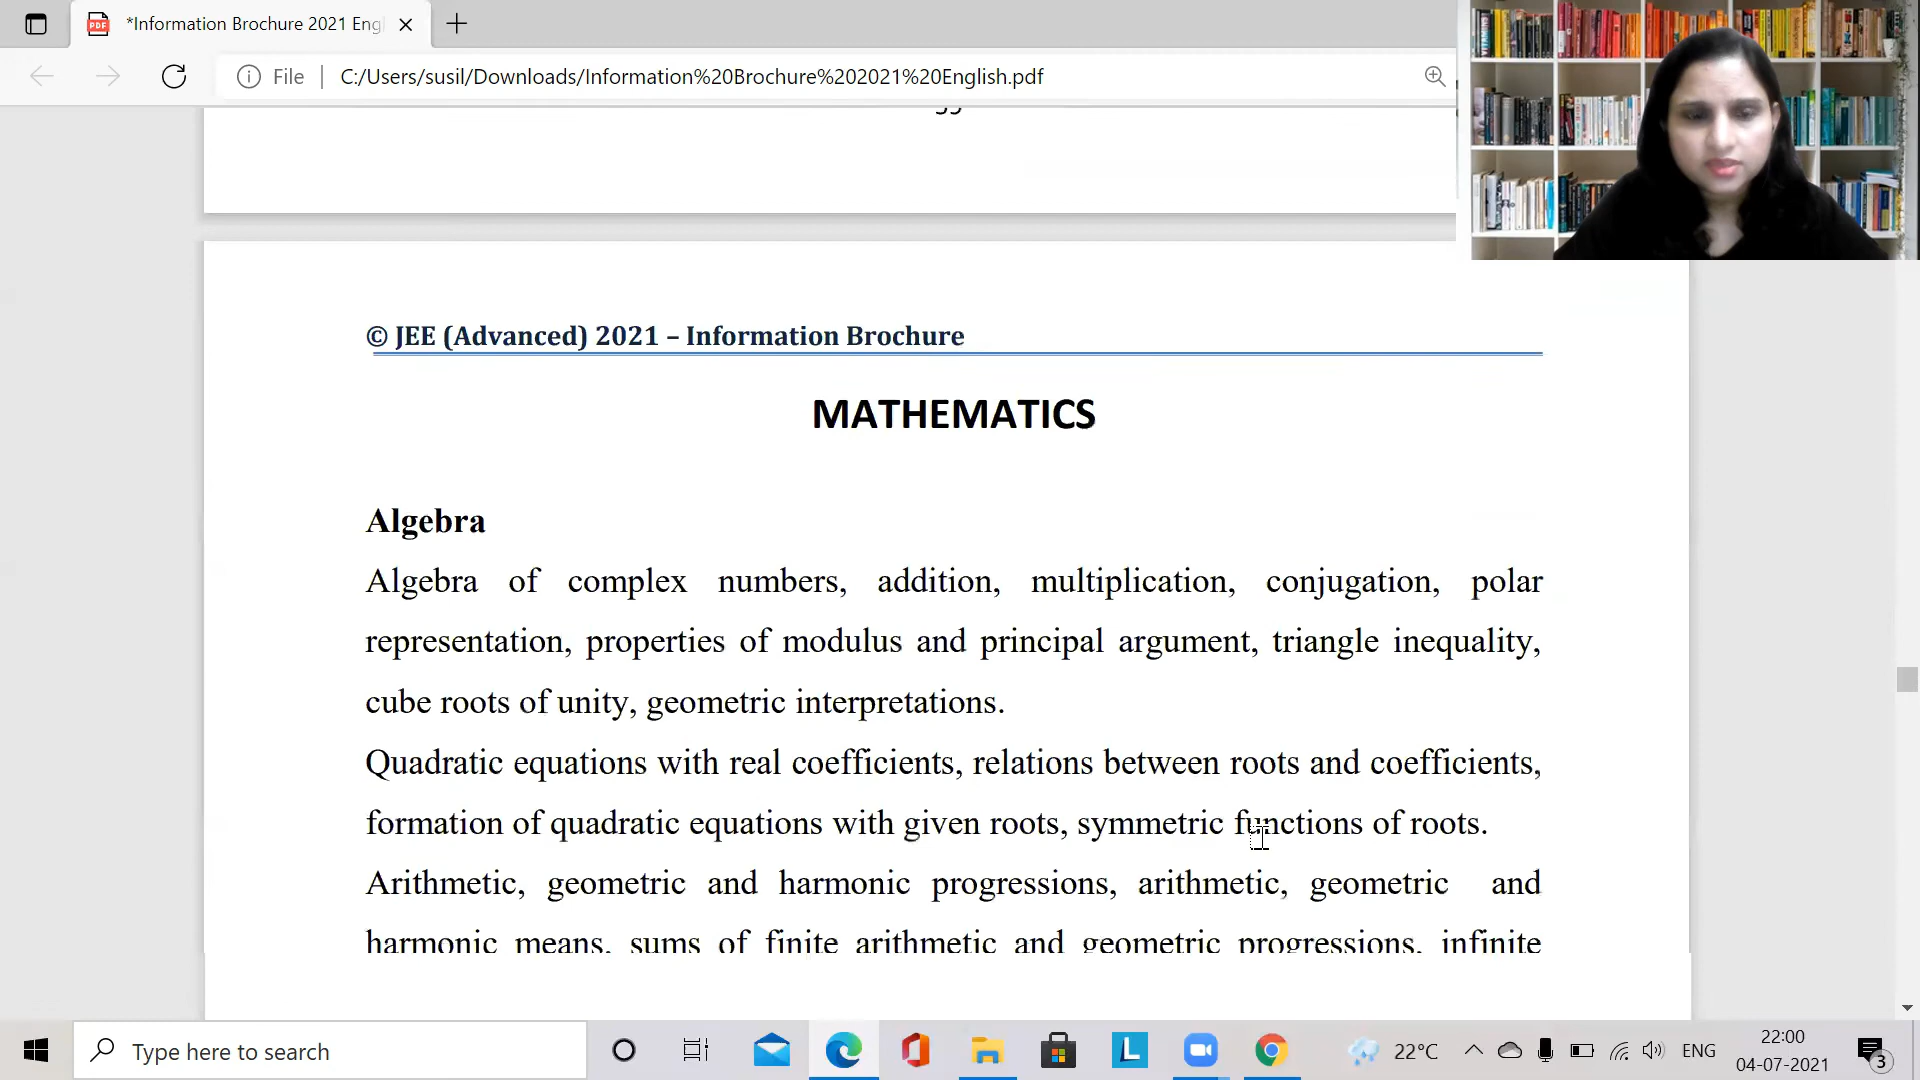 *Information Brochure 2021 Eng
File
C:/Users/susil/Downloads/Information%20Brochure%202021%20English.pdf
© JEE (Advanced) 2021 – Information Brochure
MATHEMATICS
Algebra
Algebra of complex numbers, addition, multiplication, conjugation, polar
representation, properties of modulus and principal argument, triangle inequality,
cube roots of unity, geometric interpretations.
Quadratic equations with real coefficients, relations between roots and coefficients,
formation of quadratic equations with given roots, symmetric functions of roots.
Arithmetic, geometric and harmonic progressions, arithmetic, geometric and
harmonic means, sums of finite arithmetic and geometric progressions, infinite
Type here to search
22°C
ENG
22:00
04-07-2021
3